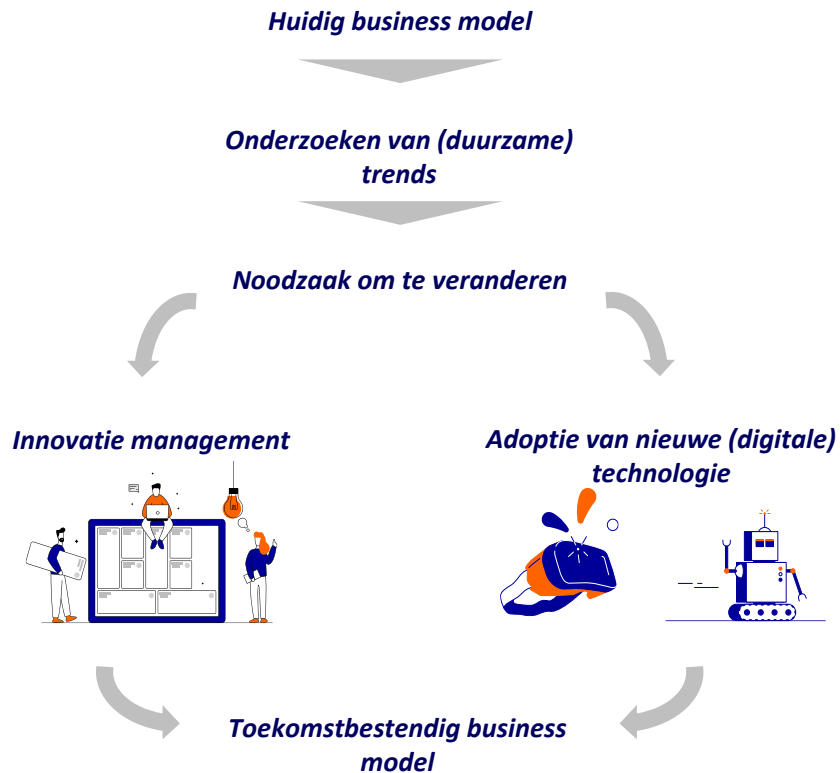 Huidig business model
Onderzoeken van (duurzame)
trends
Noodzaak om te veranderen
Innovatie management
Adoptie van nieuwe (digitale)
technologie
Toekomstbestendig business
model